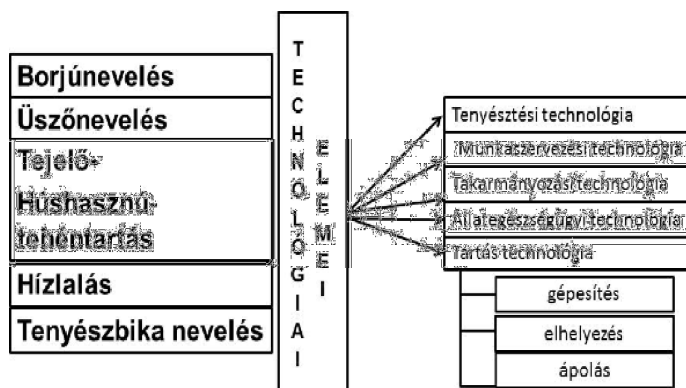 Borjúnevelés
Üszőnevelés
Tejelő-
Húshasznú-
tehéntartás
Hízlalás
Tenyészbika nevelés
TECHNOLÓGIAI
ELEMEI
Tenyésztési technológia
Munkaszervezési technológia
Takarmányozási technológia
Állategészségügyi technológia
Tartás technológia
gépesítés
elhelyezés
ápolás